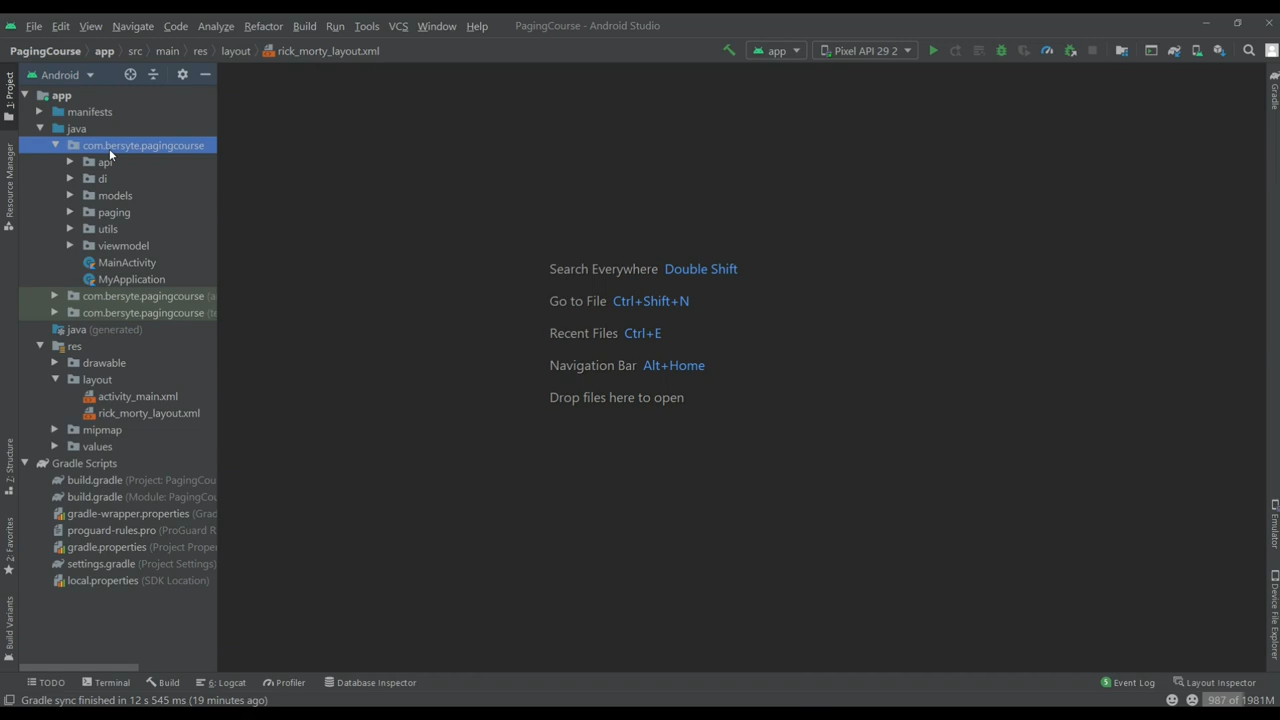 File Edit View Navigate Code Analyze Refactor Build Run Tools VCS Window Help PagingCourse - Android Studio
PagingCourse app src main res layout rick_morty_layout.xml app Pixel API 29 2
Android
1: Project
Resource Manager
Z: Structure
2: Favorites
Build Variants
app
manifests
java
com.bersyte.pagingcourse
api
di
models
paging
utils
viewmodel
MainActivity
MyApplication
com.bersyte.pagingcourse (a
com.bersyte.pagingcourse (te
java (generated)
res
drawable
layout
activity_main.xml
rick_morty_layout.xml
mipmap
values
Gradle Scripts
build.gradle (Project: PagingCou
build.gradle (Module: PagingCou
gradle-wrapper.properties (Grad
proguard-rules.pro (ProGuard R
gradle.properties (Project Prope
settings.gradle (Project Settings)
local.properties (SDK Location)
Search Everywhere Double Shift
Go to File Ctrl+Shift+N
Recent Files Ctrl+E
Navigation Bar Alt+Home
Drop files here to open
Gradle
Emulator
Device File Explorer
TODO Terminal Build 6: Logcat Profiler Database Inspector 5 Event Log Layout Inspector
Gradle sync finished in 12 s 545 ms (19 minutes ago) 987 of 1981M